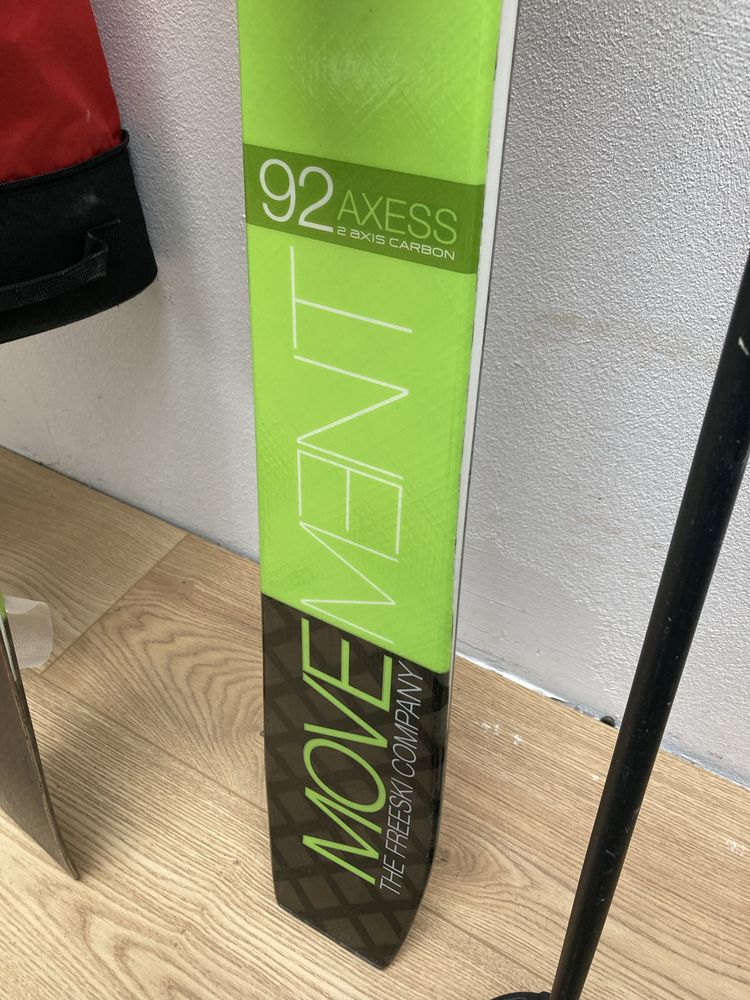 92 AXESS
2 axis CARBON
MOVEMENT
THE FREESKI COMPANY